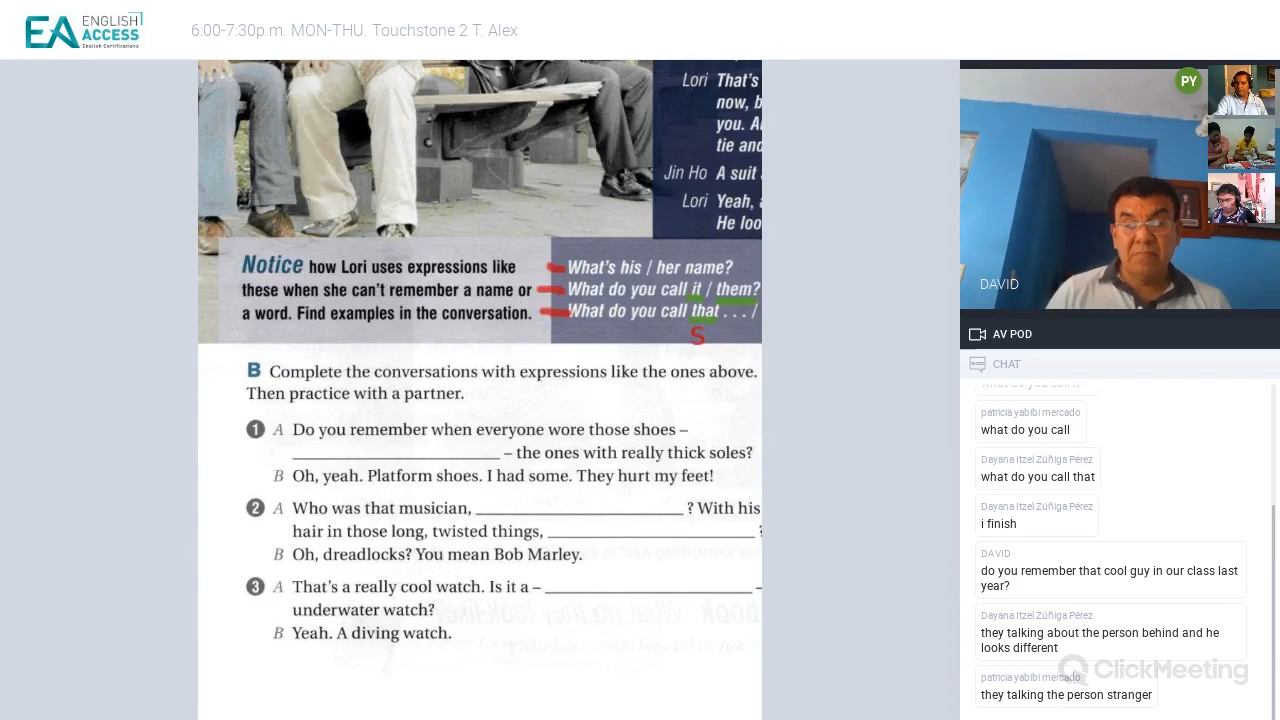 EA ENGLISH ACCESS
English Certifications
6:00-7:30p.m. MON-THU. Touchstone 2 T. Alex
Lori That's
now, b
you.
tie and
Jin Ho A suit
Lori Yeah,
He loo
Notice how Lori uses expressions like
these when she can't remember a name or
a word. Find examples in the conversation.
What's his / her name?
What do you call it / them?
What do you call that . . . /
S
B Complete the conversations with expressions like the ones above.
Then practice with a partner.
1 A Do you remember when everyone wore those shoes –
____________________ – the ones with really thick soles?
B Oh, yeah. Platform shoes. I had some. They hurt my feet!
2 A Who was that musician, ____________________ ? With his
hair in those long, twisted things, ____________________ ?
B Oh, dreadlocks? You mean Bob Marley.
3 A That's a really cool watch. Is it a – ____________________ –
underwater watch?
B Yeah. A diving watch.
PY
DAVID
AV POD
CHAT
what do you call it?
patricia yabibi mercado
what do you call
Dayana Itzel Zúñiga Pérez
what do you call that
Dayana Itzel Zúñiga Pérez
i finish
DAVID
do you remember that cool guy in our class last
year?
Dayana Itzel Zúñiga Pérez
they talking about the person behind and he
looks different
patricia yabibi mercado
they talking the person stranger
ClickMeeting